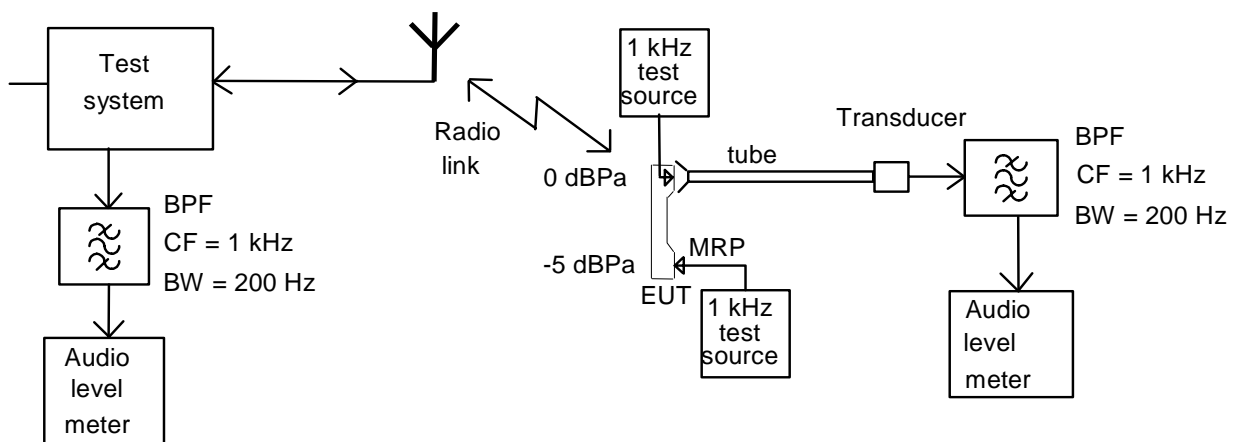 Test
system
BPF
CF = 1 kHz
BW = 200 Hz
Audio
level
meter
Radio
link
1 kHz
test
source
0 dBPa
-5 dBPa
MRP
EUT
1 kHz
test
source
tube
Transducer
BPF
CF = 1 kHz
BW = 200 Hz
Audio
level
meter